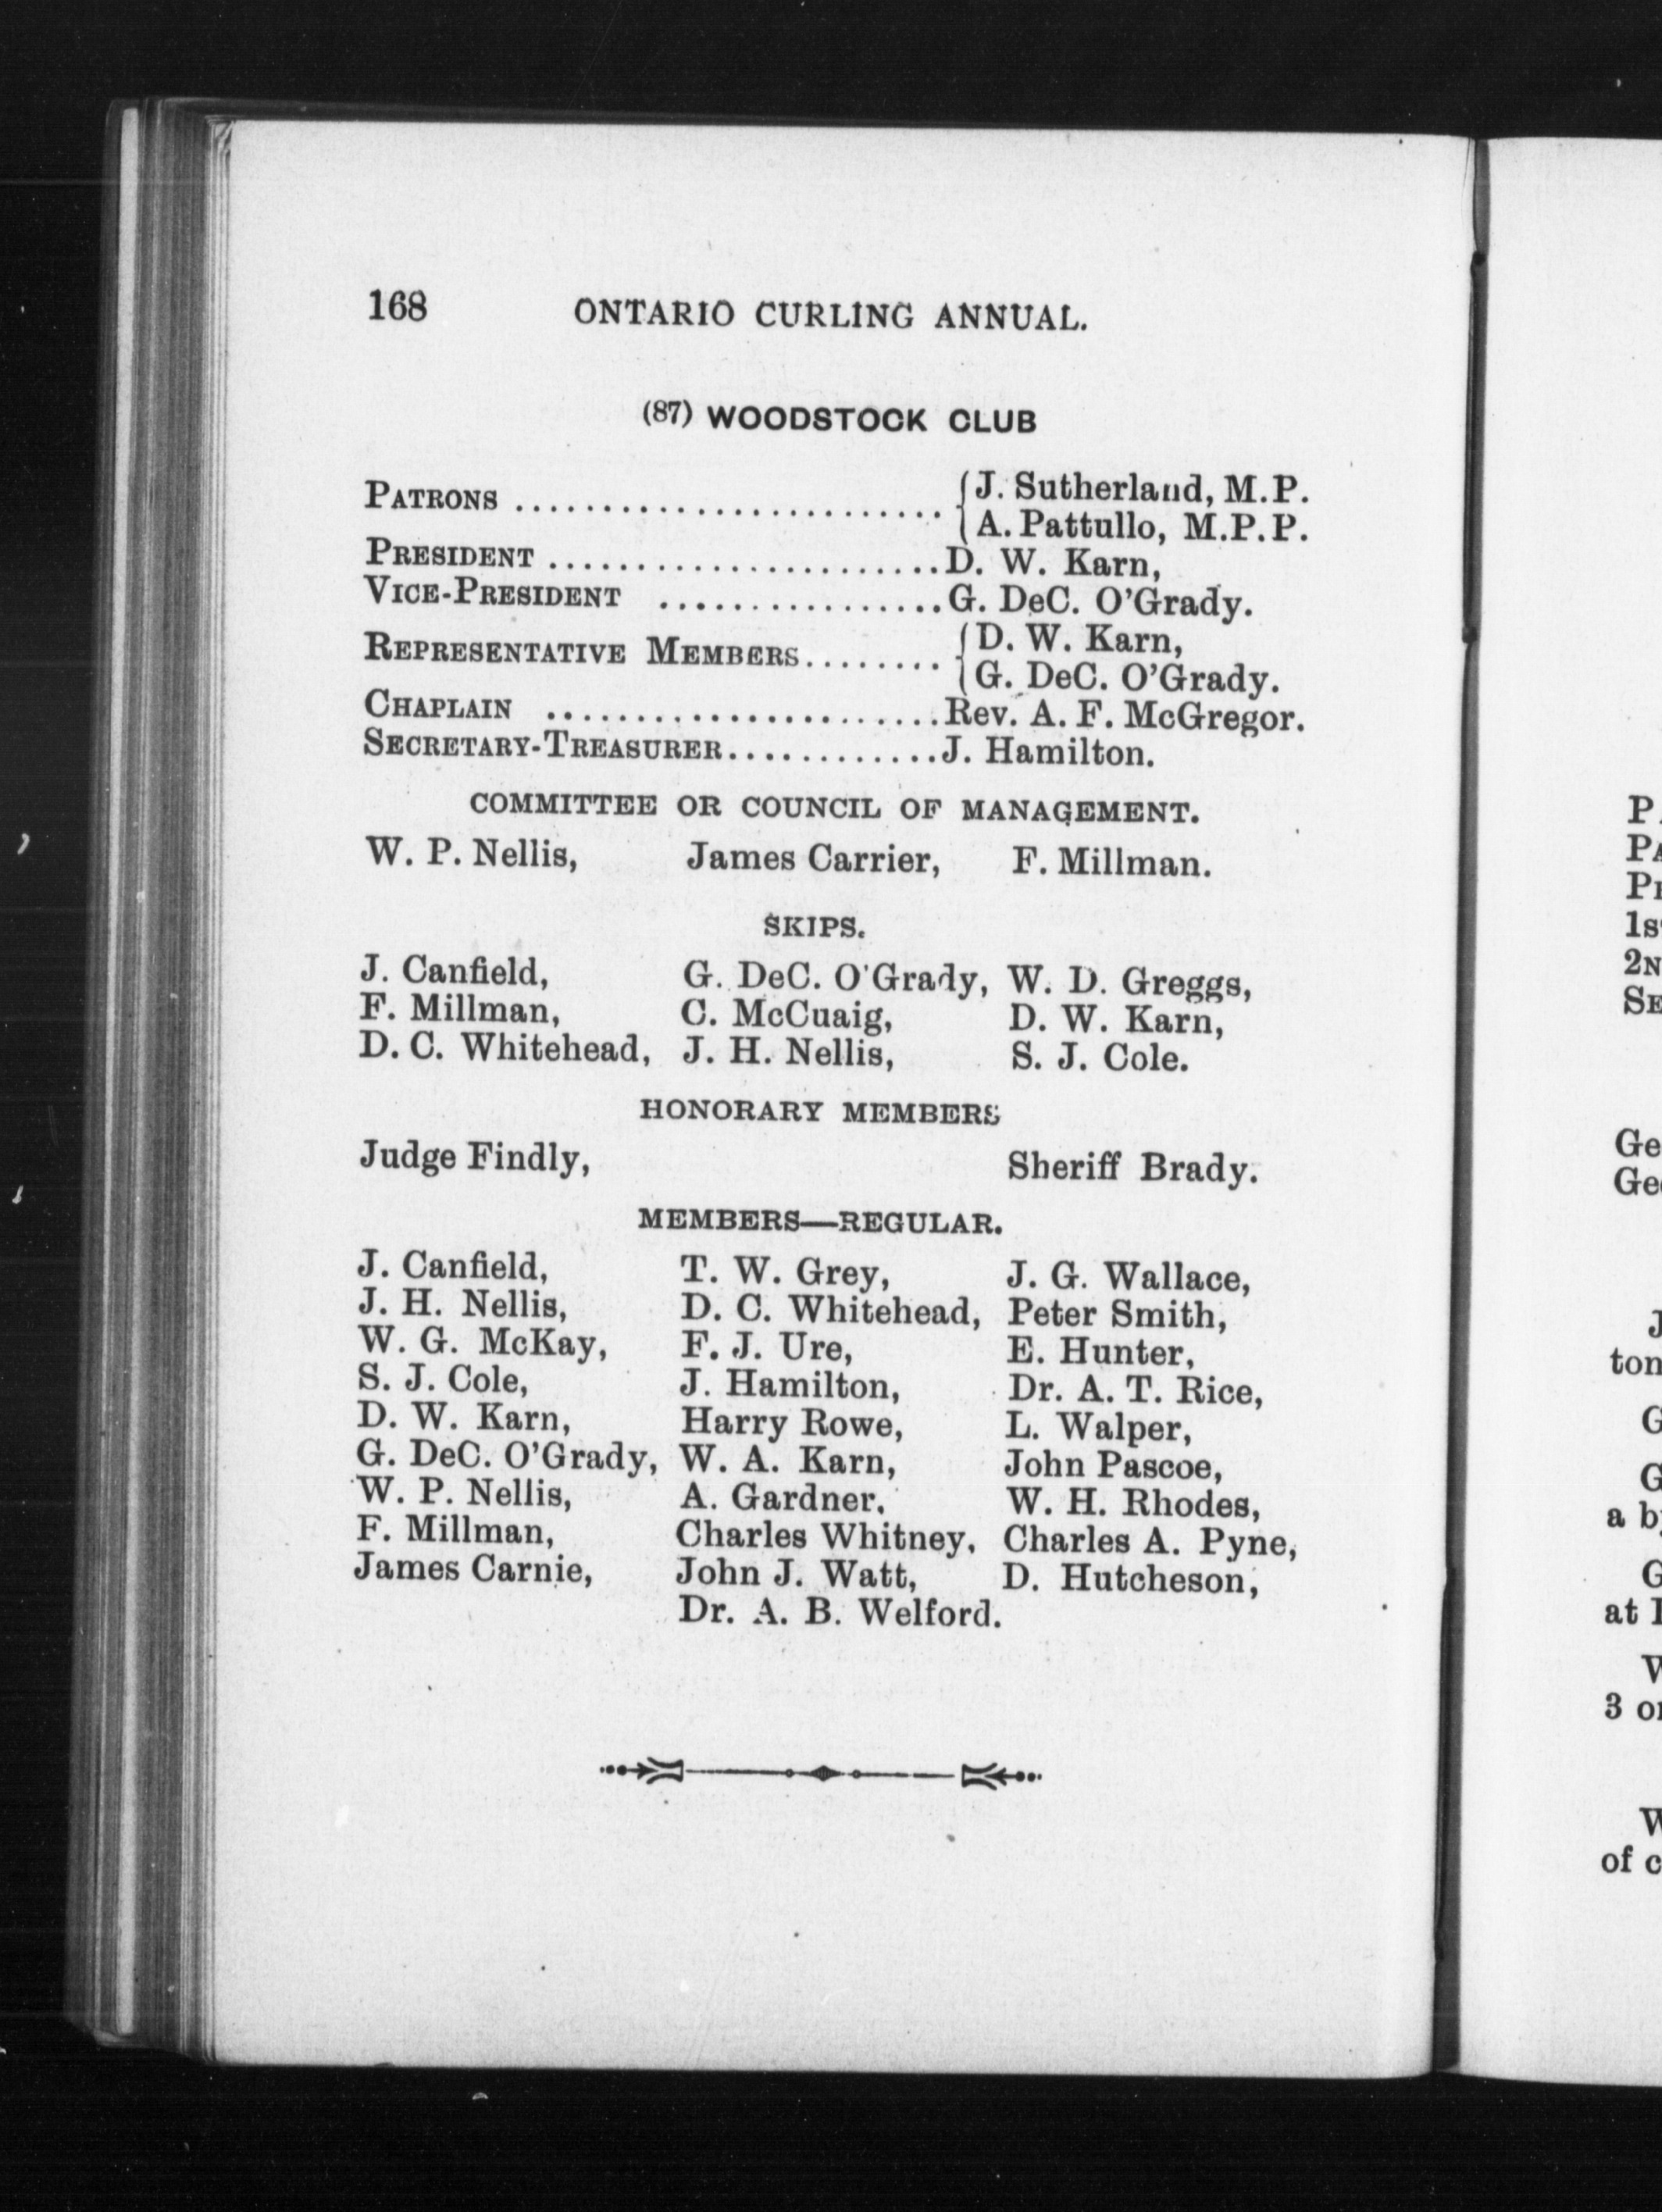 168 ONTARIO CURLING ANNUAL.
(87) WOODSTOCK CLUB
PATRONS ........................ { J. Sutherland, M.P.
A. Pattullo, M.P.P.
PRESIDENT ......................D. W. Karn,
VICE-PRESIDENT ................G. DeC. O'Grady.
REPRESENTATIVE MEMBERS........ { D. W. Karn,
G. DeC. O'Grady.
CHAPLAIN ......................Rev. A. F. McGregor.
SECRETARY-TREASURER............J. Hamilton.
COMMITTEE OR COUNCIL OF MANAGEMENT.
W. P. Nellis, James Carrier, F. Millman.
SKIPS.
J. Canfield, G. DeC. O'Grady, W. D. Greggs,
F. Millman, C. McCuaig, D. W. Karn,
D. C. Whitehead, J. H. Nellis, S. J. Cole.
HONORARY MEMBERS
Judge Findly, Sheriff Brady.
MEMBERS—REGULAR.
J. Canfield, T. W. Grey, J. G. Wallace,
J. H. Nellis, D. C. Whitehead, Peter Smith,
W. G. McKay, F. J. Ure, E. Hunter,
S. J. Cole, J. Hamilton, Dr. A. T. Rice,
D. W. Karn, Harry Rowe, L. Walper,
G. DeC. O'Grady, W. A. Karn, John Pascoe,
W. P. Nellis, A. Gardner, W. H. Rhodes,
F. Millman, Charles Whitney, Charles A. Pyne,
James Carnie, John J. Watt, D. Hutcheson,
Dr. A. B. Welford.